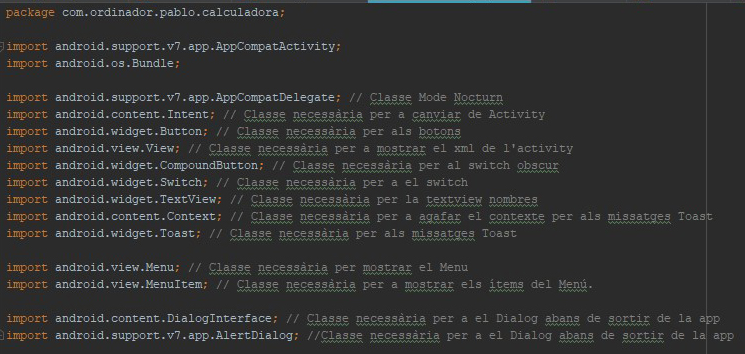 package com.ordinador.pablo.calculadora;
import android.support.v7.app.AppCompatActivity;
import android.os.Bundle;
import android.support.v7.app.AppCompatDelegate; // Classe Mode Nocturn
import android.content.Intent; // Classe necessària per a canviar de Activity
import android.widget.Button; // Classe necessària per als botons
import android.view.View; // Classe necessària per a mostrar el xml de l'activity
import android.widget.CompoundButton; // Classe necessària per al switch obscur
import android.widget.Switch; // Classe necessària per a el switch
import android.widget.TextView; // Classe necessària per la textview nombres
import android.content.Context; // Classe necessària per a agafar el contexte per als missatges Toast
import android.widget.Toast; // Classe necessària per als missatges Toast
import android.view.Menu; // Classe necessària per mostrar el Menu
import android.view.MenuItem; // Classe necessària per a mostrar els ítems del Menú.
import android.content.DialogInterface; // Classe necessària per a el Dialog abans de sortir de la app
import android.support.v7.app.AlertDialog; //Classe necessària per a el Dialog abans de sortir de la app